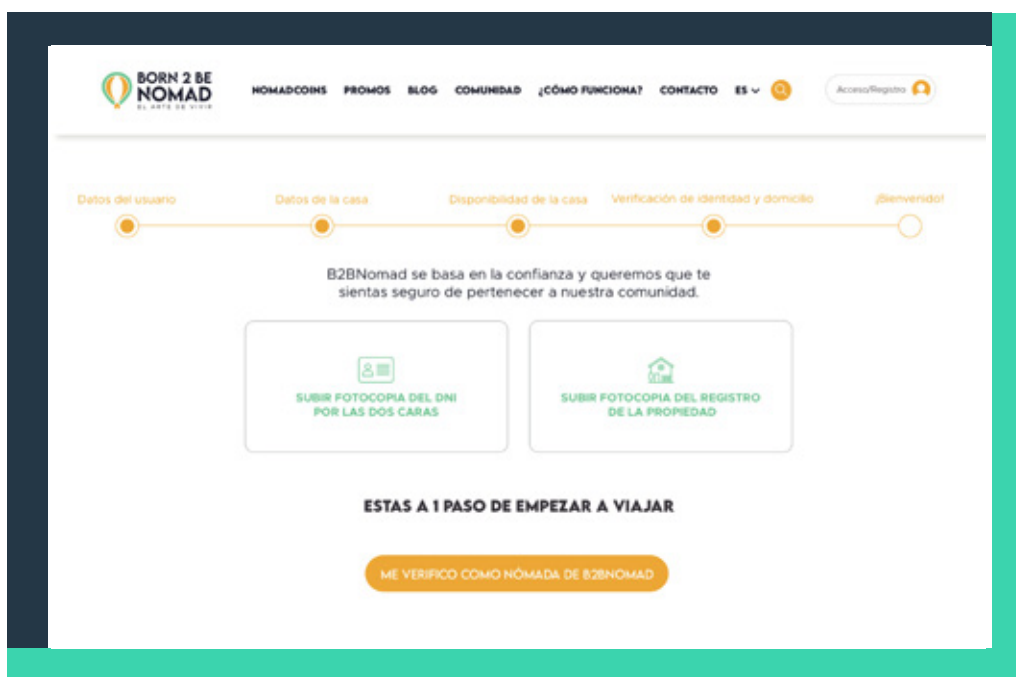 BORN 2 BE
NOMAD
EL ARTE DE VIVIR
NOMADCOINS PROMOS BLOG COMUNIDAD ¿CÓMO FUNCIONA? CONTACTO ES Acceso/Registro
Datos del usuario Datos de la casa Disponibilidad de la casa Verificación de identidad y domicilio ¡Bienvenido!
B2BNomad se basa en la confianza y queremos que te
sientas seguro de pertenecer a nuestra comunidad.
SUBIR FOTOCOPIA DEL DNI
POR LAS DOS CARAS
SUBIR FOTOCOPIA DEL REGISTRO
DE LA PROPIEDAD
ESTAS A 1 PASO DE EMPEZAR A VIAJAR
ME VERIFICO COMO NÓMADA DE B2BNOMAD